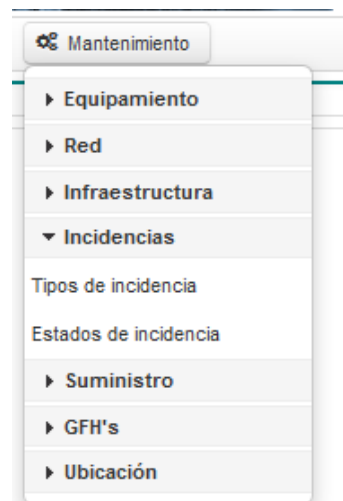 Mantenimiento
Equipamiento
Red
Infraestructura
Incidencias
Tipos de incidencia
Estados de incidencia
Suministro
GFH's
Ubicación